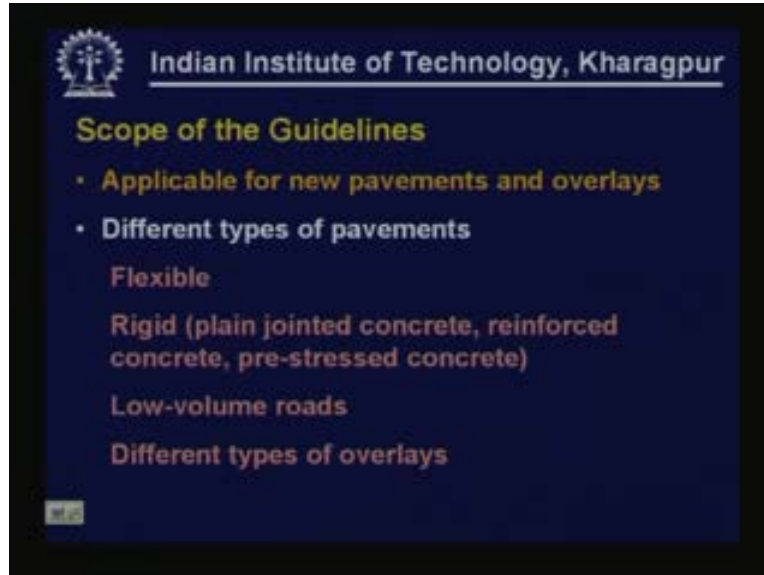 Indian Institute of Technology, Kharagpur
Scope of the Guidelines
• Applicable for new pavements and overlays
• Different types of pavements
Flexible
Rigid (plain jointed concrete, reinforced
concrete, pre-stressed concrete)
Low-volume roads
Different types of overlays